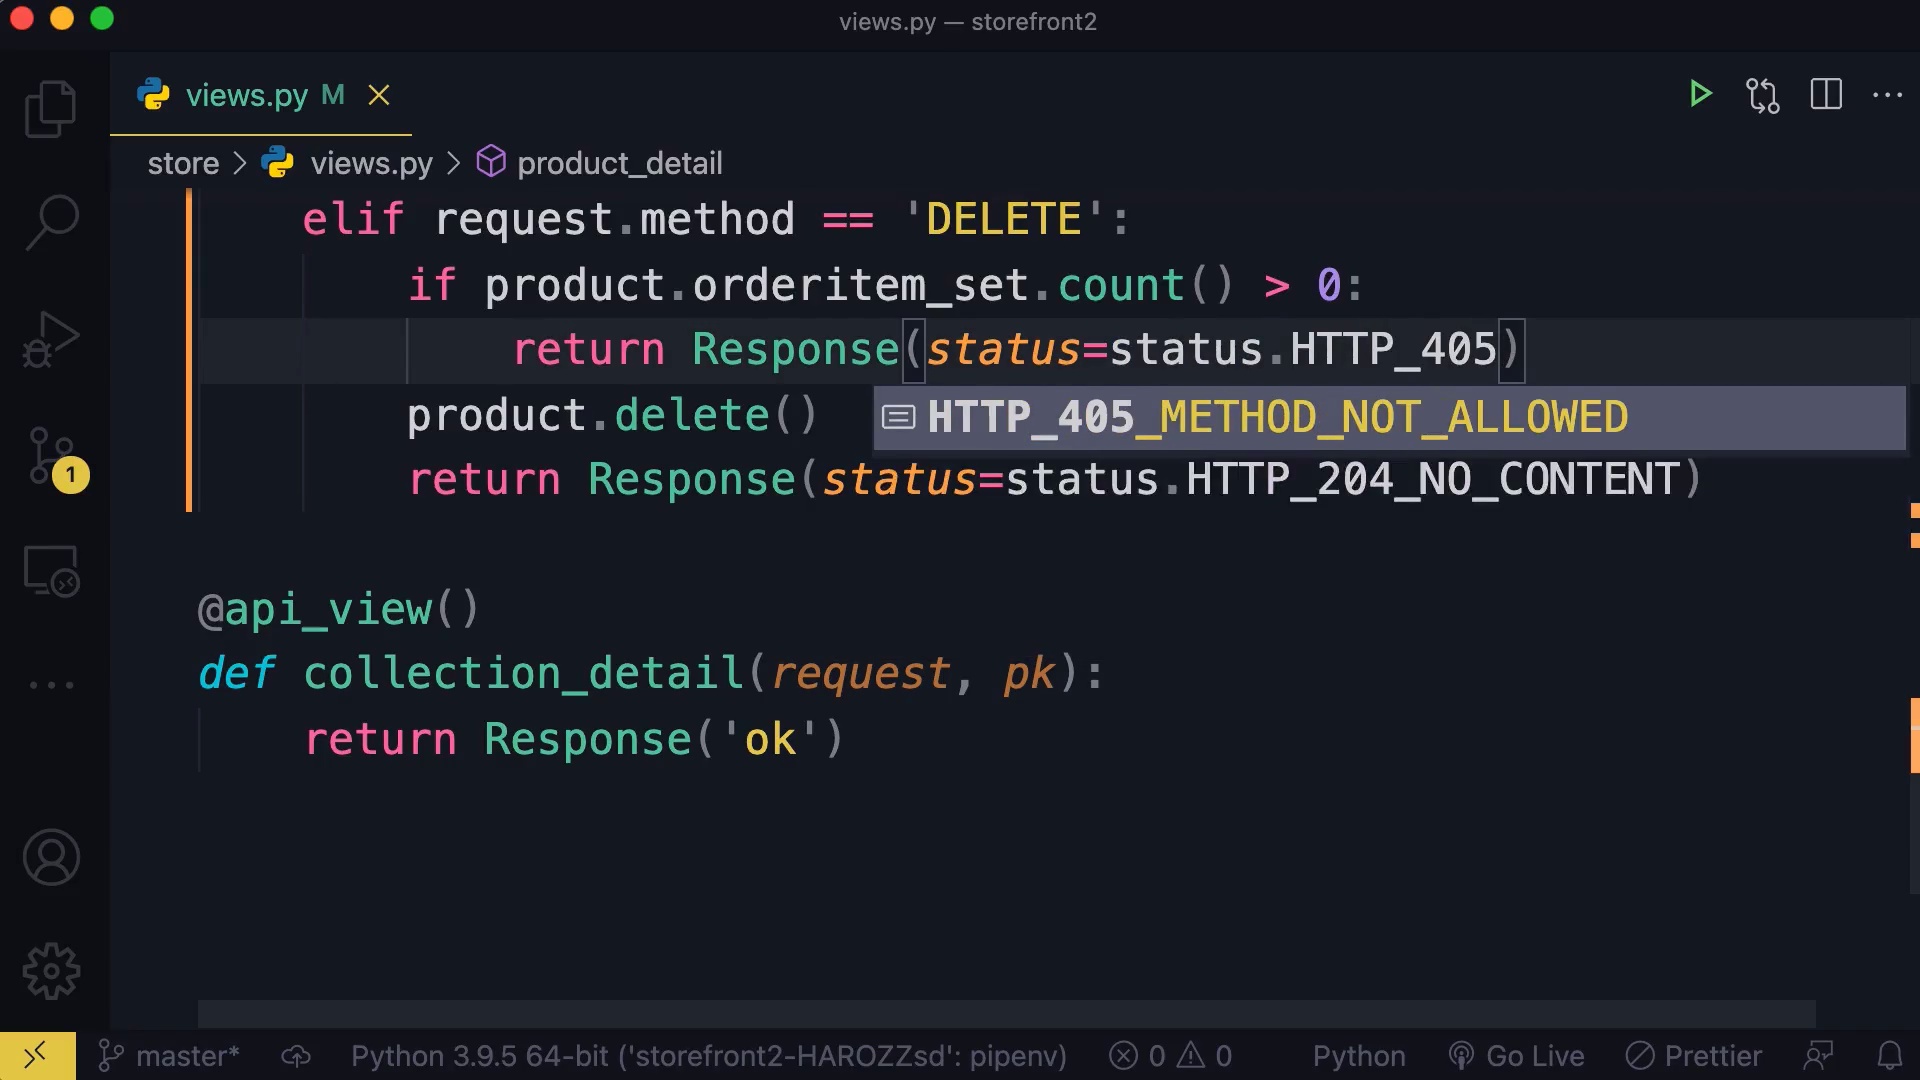 views.py — storefront2
views.py M
store > views.py > product_detail
elif request.method == 'DELETE':
if product.orderitem_set.count() > 0:
return Response(status=status.HTTP_405)
HTTP_405_METHOD_NOT_ALLOWED
product.delete()
return Response(status=status.HTTP_204_NO_CONTENT)
1
@api_view()
def collection_detail(request, pk):
return Response('ok')
master* Python 3.9.5 64-bit ('storefront2-HAROZZsd': pipenv) 0 0 Python Go Live Prettier